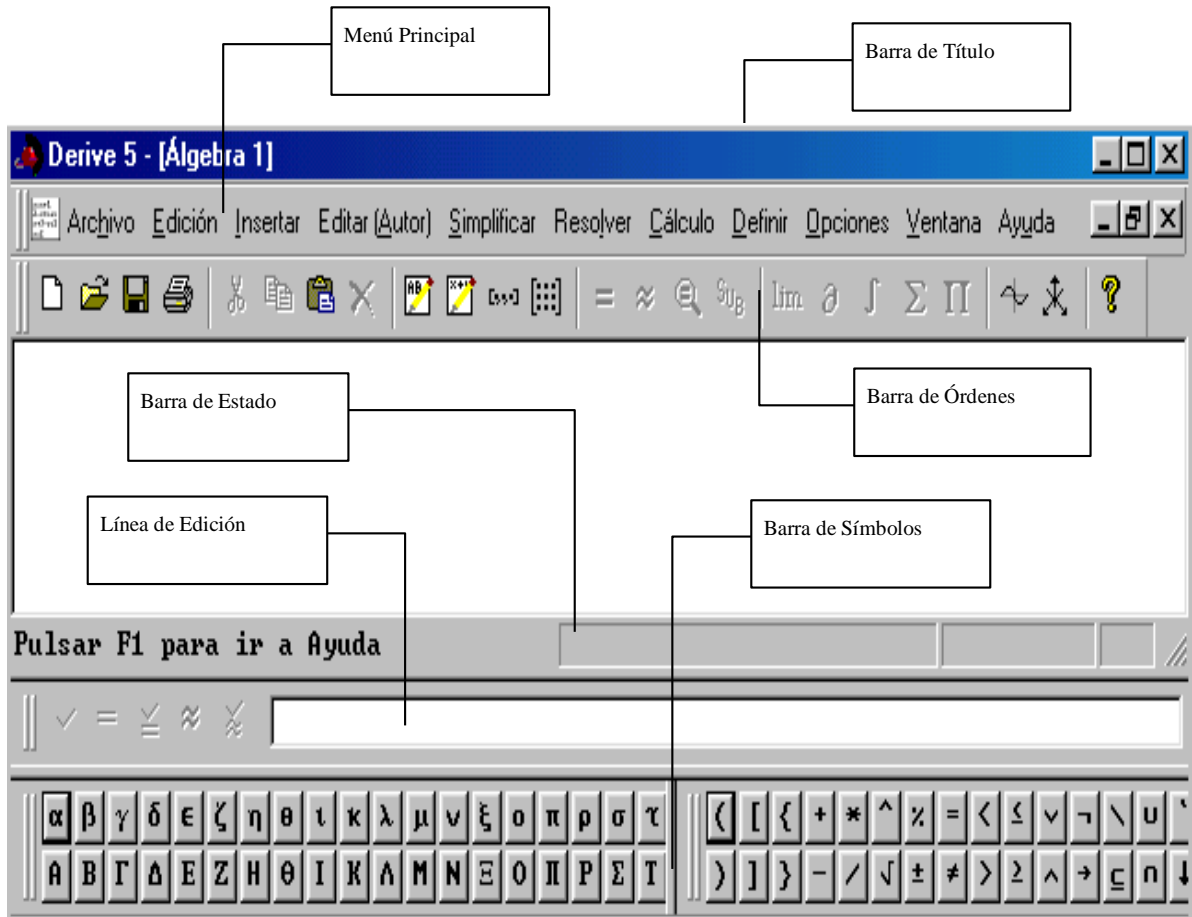 Menú Principal
Barra de Título
Derive 5 - [Álgebra 1]
Archivo Edición Insertar Editar (Autor) Simplificar Resolver Cálculo Definir Opciones Ventana Ayuda
= ≈ SUB lim ∂ ∫ Σ Π ?
Barra de Estado
Barra de Órdenes
Línea de Edición
Barra de Símbolos
Pulsar F1 para ir a Ayuda
α β γ δ ε ζ η θ ι κ λ μ ν ξ ο π ρ σ τ ( [ { + * ^ % = < ≤ ∨ ¬ \ ∪
Α Β Γ Δ Ε Ζ Η Θ Ι Κ Λ Μ Ν Ξ Ο Π Ρ Σ Τ ) ] } - / √ ± ≠ > ≥ ∧ → ⊆ ∩ ↓